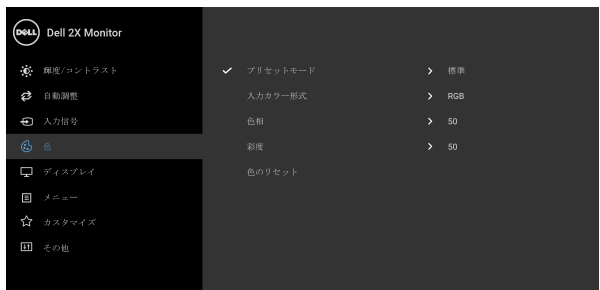 DELL Dell 2X Monitor
輝度/コントラスト
自動調整
入力信号
色
ディスプレイ
メニュー
カスタマイズ
その他
プリセットモード 標準
入力カラー形式 RGB
色相 50
彩度 50
色のリセット